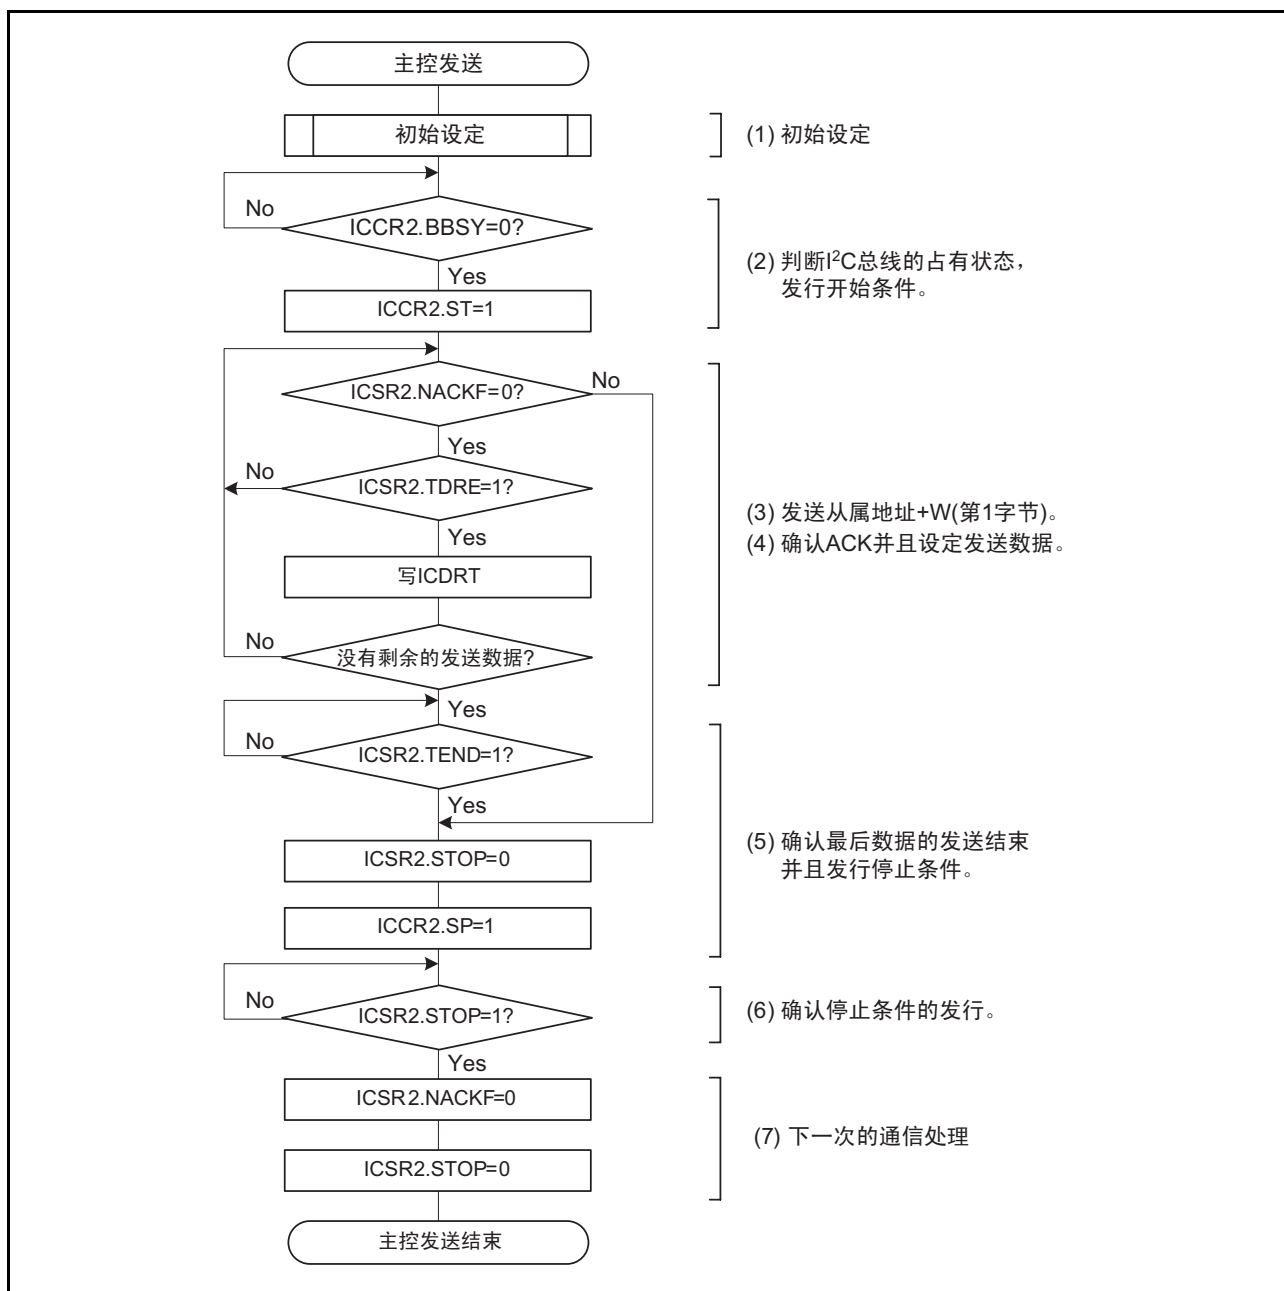 主控发送
初始设定
(1) 初始设定
No
ICCR2.BBSY=0?
Yes
ICCR2.ST=1
(2) 判断I²C总线的占有状态，
发行开始条件。
ICSR2.NACKF=0?
No
Yes
No
ICSR2.TDRE=1?
Yes
写ICDRT
No
没有剩余的发送数据?
(3) 发送从属地址+W(第1字节)。
(4) 确认ACK并且设定发送数据。
Yes
No
ICSR2.TEND=1?
Yes
ICSR2.STOP=0
ICCR2.SP=1
(5) 确认最后数据的发送结束
并且发行停止条件。
No
ICSR2.STOP=1?
(6) 确认停止条件的发行。
Yes
ICSR2.NACKF=0
ICSR2.STOP=0
(7) 下一次的通信处理
主控发送结束